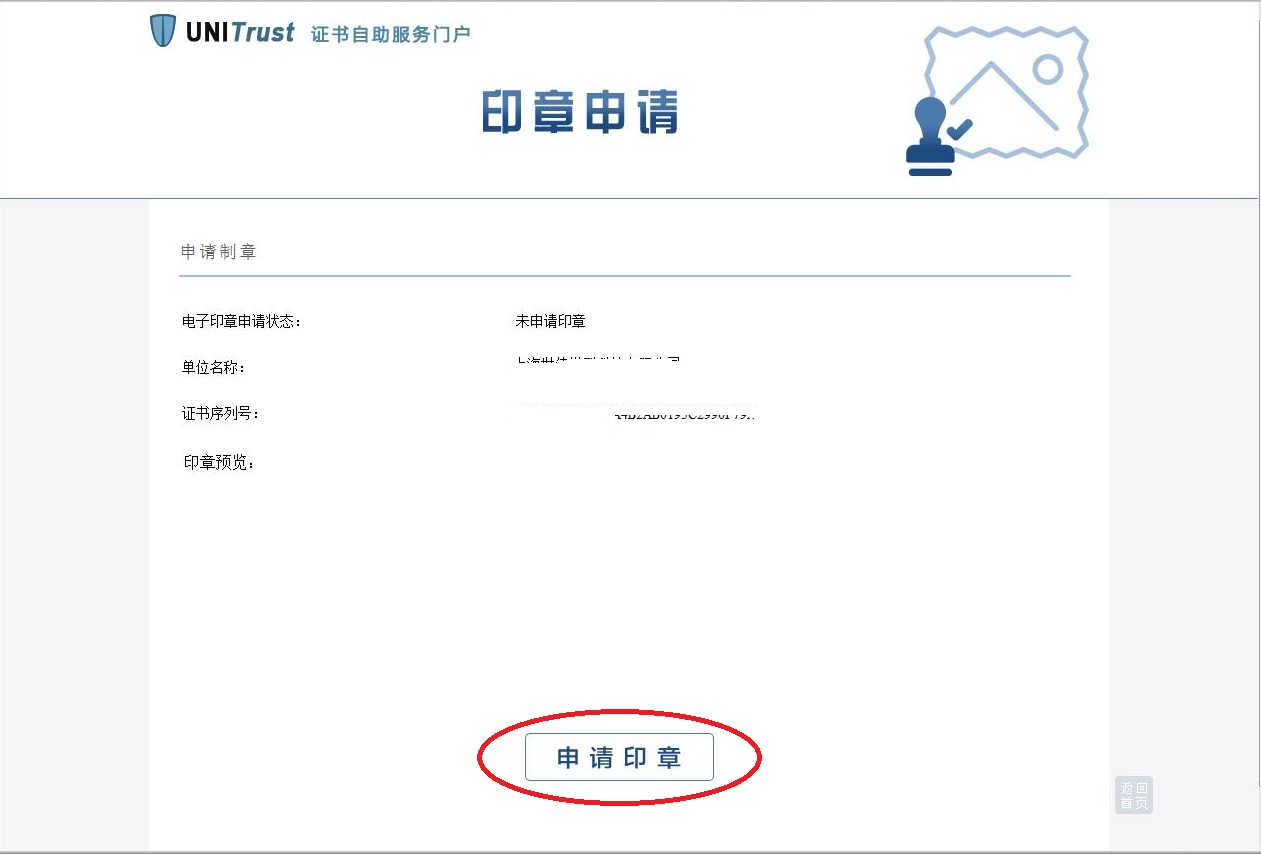 UNITrust 证书自助服务门户
印章申请
申请制章
电子印章申请状态： 未申请印章
单位名称：
证书序列号：
印章预览：
申请印章
返回
首页